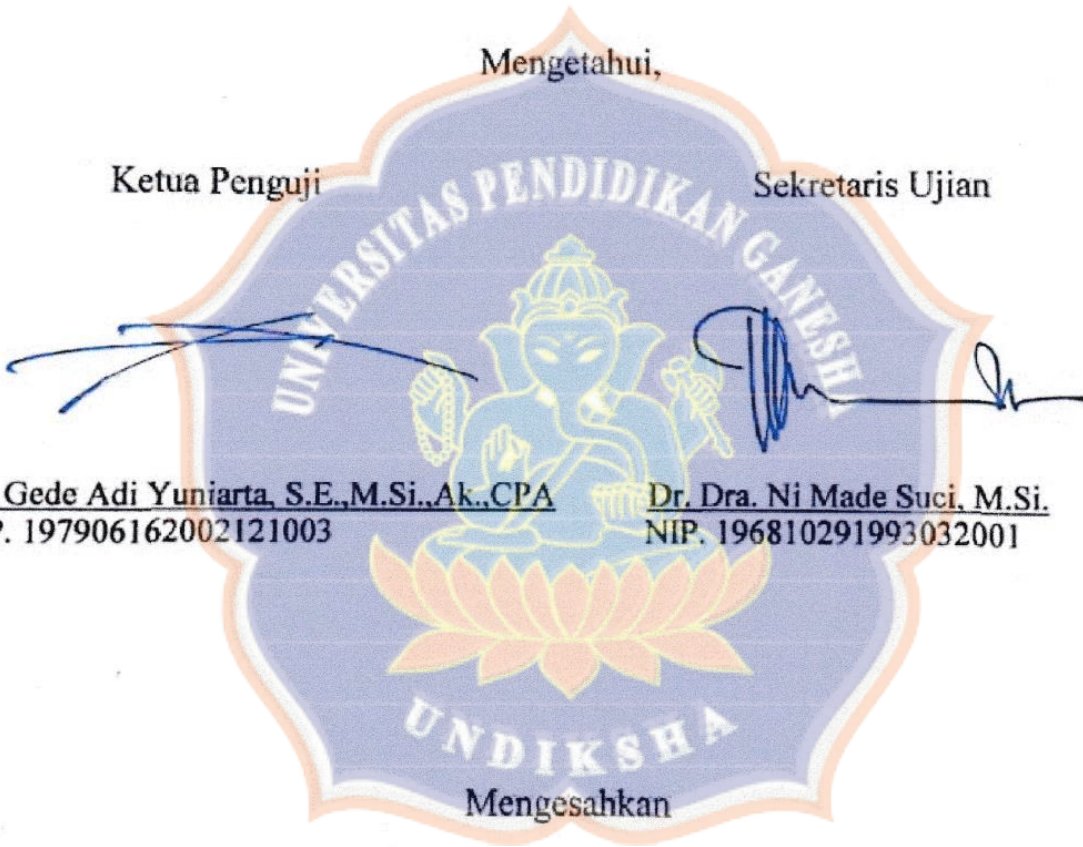 Mengetahui,
Ketua Penguji
Sekretaris Ujian
UNIVERSITAS PENDIDIKAN GANESHA
Gede Adi Yuniarta, S.E.,M.Si.,Ak.,CPA
Dr. Dra. Ni Made Suci, M.Si.
P. 197906162002121003
NIP. 196810291993032001
UNDIKSHA
Mengesahkan